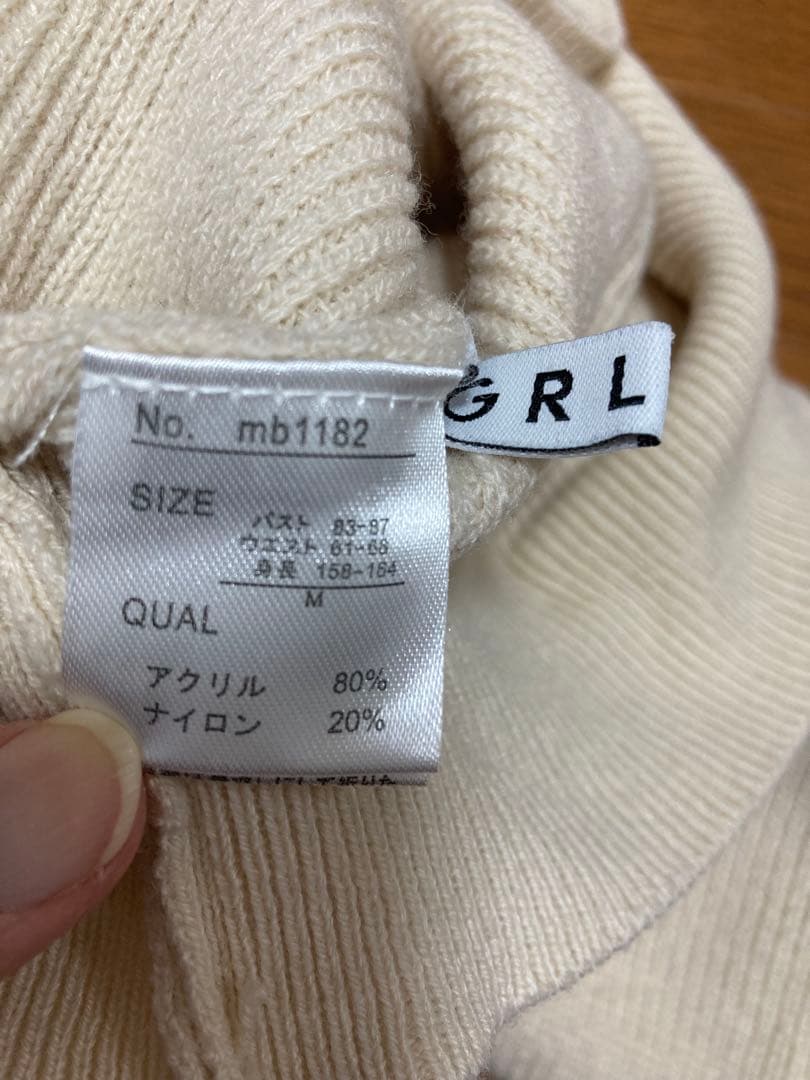 GRL
No. mb1182
SIZE
バスト 83-87
ウエスト 61-68
身長 158-164
M
QUAL
アクリル 80%
ナイロン 20%